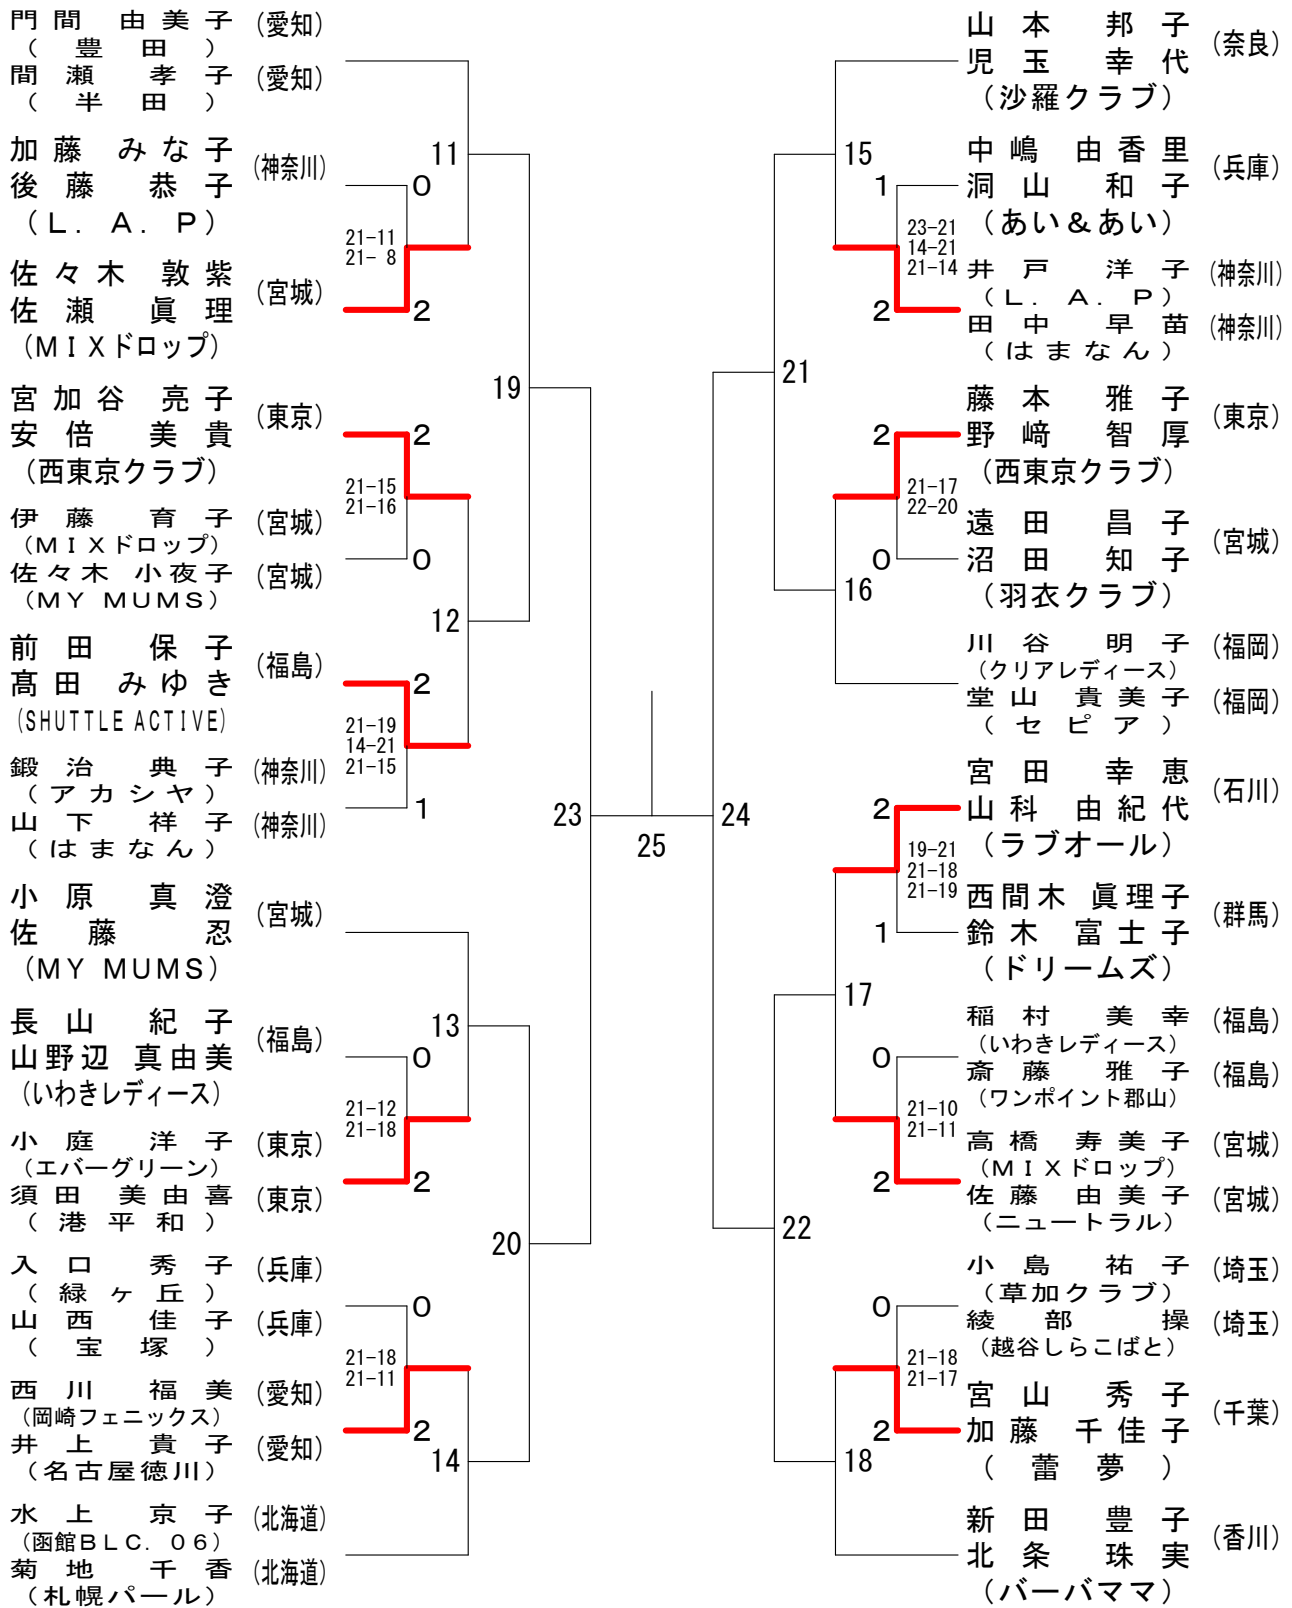 門間 由美子 (愛知)
(豊田)
間瀬 孝子 (愛知)
(半田)
11
加藤 みな子 (神奈川)
後藤 恭子
(L.A.P)
0
21-11
21- 8
佐々木 敦紫 (宮城)
佐瀬 眞理
(MIXドロップ)
2
19
宮加谷 亮子 (東京)
安倍 美貴
(西東京クラブ)
2
21-15
21-16
伊藤 育子 (宮城)
(MIXドロップ)
佐々木 小夜子 (宮城)
(MY MUMS)
0
12
前田 保子 (福島)
髙田 みゆき
(SHUTTLE ACTIVE)
2
21-19
14-21
21-15
鍛治 典子 (神奈川)
(アカシヤ)
山下 祥子 (神奈川)
(はまなん)
1
23
25
小原 真澄 (宮城)
佐藤 忍
(MY MUMS)
13
長山 紀子 (福島)
山野辺 真由美
(いわきレディース)
0
21-12
21-18
小庭 洋子 (東京)
(エバーグリーン)
須田 美由喜 (東京)
(港平和)
2
20
入口 秀子 (兵庫)
(緑ヶ丘)
山西 佳子 (兵庫)
(宝塚)
0
21-18
21-11
西川 福美 (愛知)
(岡崎フェニックス)
井上 貴子 (愛知)
(名古屋徳川)
2
14
水上 京子 (北海道)
(函館BLC.06)
菊地 千香 (北海道)
(札幌パール)
山本 邦子 (奈良)
児玉 幸代
(沙羅クラブ)
15
中嶋 由香里 (兵庫)
洞山 和子
(あい&あい)
1
23-21
14-21
21-14
井戸 洋子 (神奈川)
(L.A.P)
田中 早苗 (神奈川)
(はまなん)
2
21
藤本 雅子 (東京)
野﨑 智厚
(西東京クラブ)
2
21-17
22-20
遠田 昌子 (宮城)
沼田 知子
(羽衣クラブ)
0
16
川谷 明子 (福岡)
(クリアレディース)
堂山 貴美子 (福岡)
(セピア)
24
宮田 幸恵 (石川)
山科 由紀代
(ラブオール)
2
19-21
21-18
21-19
西間木 眞理子 (群馬)
鈴木 富士子
(ドリームズ)
1
17
稲村 美幸 (福島)
(いわきレディース)
斎藤 雅子 (福島)
(ワンポイント郡山)
0
21-10
21-11
高橋 寿美子 (宮城)
(MIXドロップ)
佐藤 由美子 (宮城)
(ニュートラル)
2
22
小島 祐子 (埼玉)
(草加クラブ)
綾部 操 (埼玉)
(越谷しらこばと)
0
21-18
21-17
宮山 秀子 (千葉)
加藤 千佳子
(蕾夢)
2
18
新田 豊子 (香川)
北条 珠実
(バーバママ)